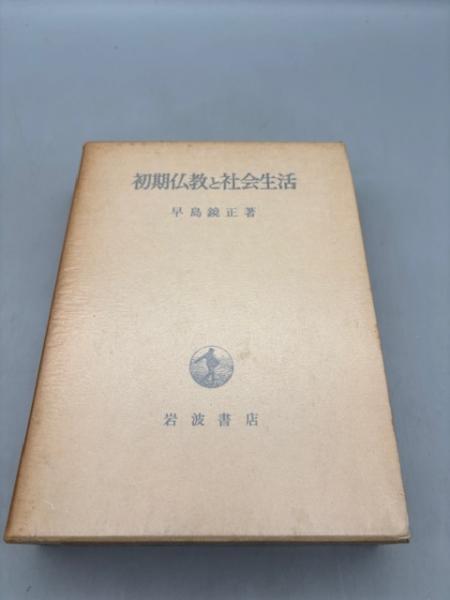 初期仏教と社会生活
早島鏡正著
岩波書店